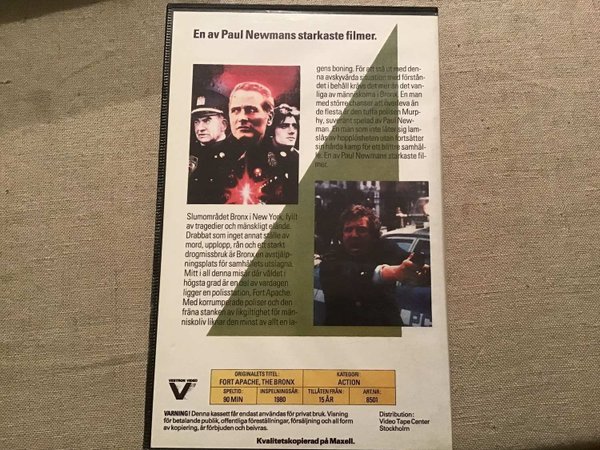 En av Paul Newmans starkaste filmer.
gens boning. För att stå ut med den-
na avskyvärda situation med förstån-
det i behåll krävs det mer än det van-
liga av människorna i Bronx. En man
med större chanser att överleva än
de flesta är den tuffa polisen Murp-
hy, suveränt spelad av Paul New-
man. En man som inte låter sig lam-
slås av hopplösheten utan fortsätter
sin hårda kamp för ett bättre samhäl-
le. En av Paul Newmans starkaste fil-
mer.
Slumområdet Bronx i New York, fyllt
av tragedier och mänskligt elände.
Drabbat som inget annat ställe av
mord, upplopp, rån och ett starkt
drogmissbruk är Bronx en avstjälp-
ningsplats för samhällets utslagna.
Mitt i all denna misär där våldet i
högsta grad är en del av vardagen
ligger en polisstation, Fort Apache.
Med korrumperade poliser och den
fräna stanken av likgiltighet för män-
niskoliv liknar den minst av allt en la-
VESTRON VIDEO
V
ORIGINALETS TITEL:
FORT APACHE, THE BRONX
KATEGORI:
ACTION
SPELTID:
90 MIN
INSPELNINGSÅR:
1980
TILLÅTEN FRÅN:
15 ÅR
ART.NR:
8501
VARNING! Denna kassett får endast användas för privat bruk. Visning
för betalande publik, offentliga föreställningar, försäljning och all form
av kopiering, är förbjuden och beivras.
Distribution:
Video Tape Center
Stockholm
Kvalitetskopierad på Maxell.